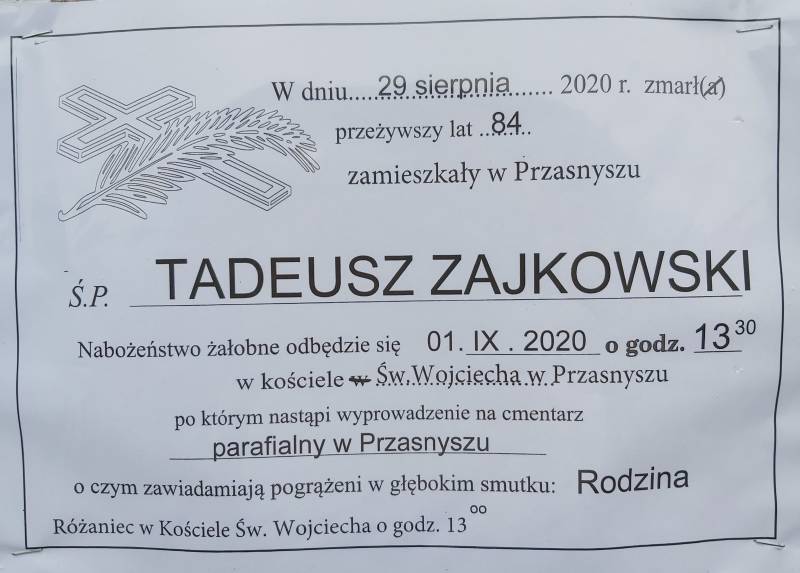 W dniu....29 sierpnia....... 2020 r. zmarł(a)
przeżywszy lat ..84..
zamieszkały w Przasnyszu
Ś.P. TADEUSZ ZAJKOWSKI
Nabożeństwo żałobne odbędzie się 01. IX . 2020 o godz. 13 30
w kościele w Św.Wojciecha w Przasnyszu
po którym nastąpi wyprowadzenie na cmentarz
parafialny w Przasnyszu
o czym zawiadamiają pogrążeni w głębokim smutku: Rodzina
Różaniec w Kościele Św. Wojciecha o godz. 13 00